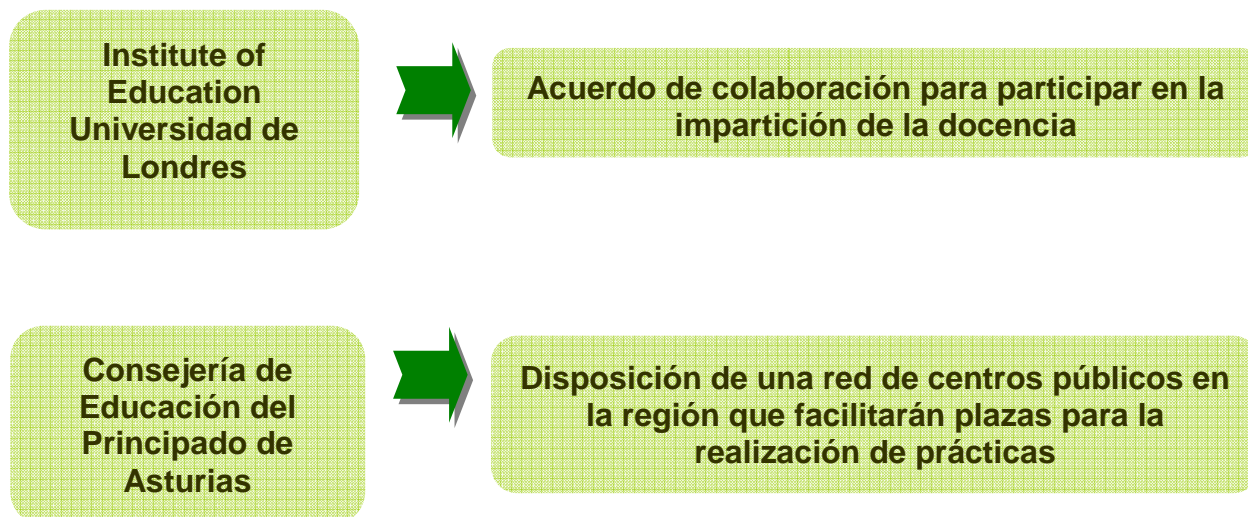 Institute of
Education
Universidad de
Londres
Acuerdo de colaboración para participar en la
impartición de la docencia
Consejería de
Educación del
Principado de
Asturias
Disposición de una red de centros públicos en
la región que facilitarán plazas para la
realización de prácticas